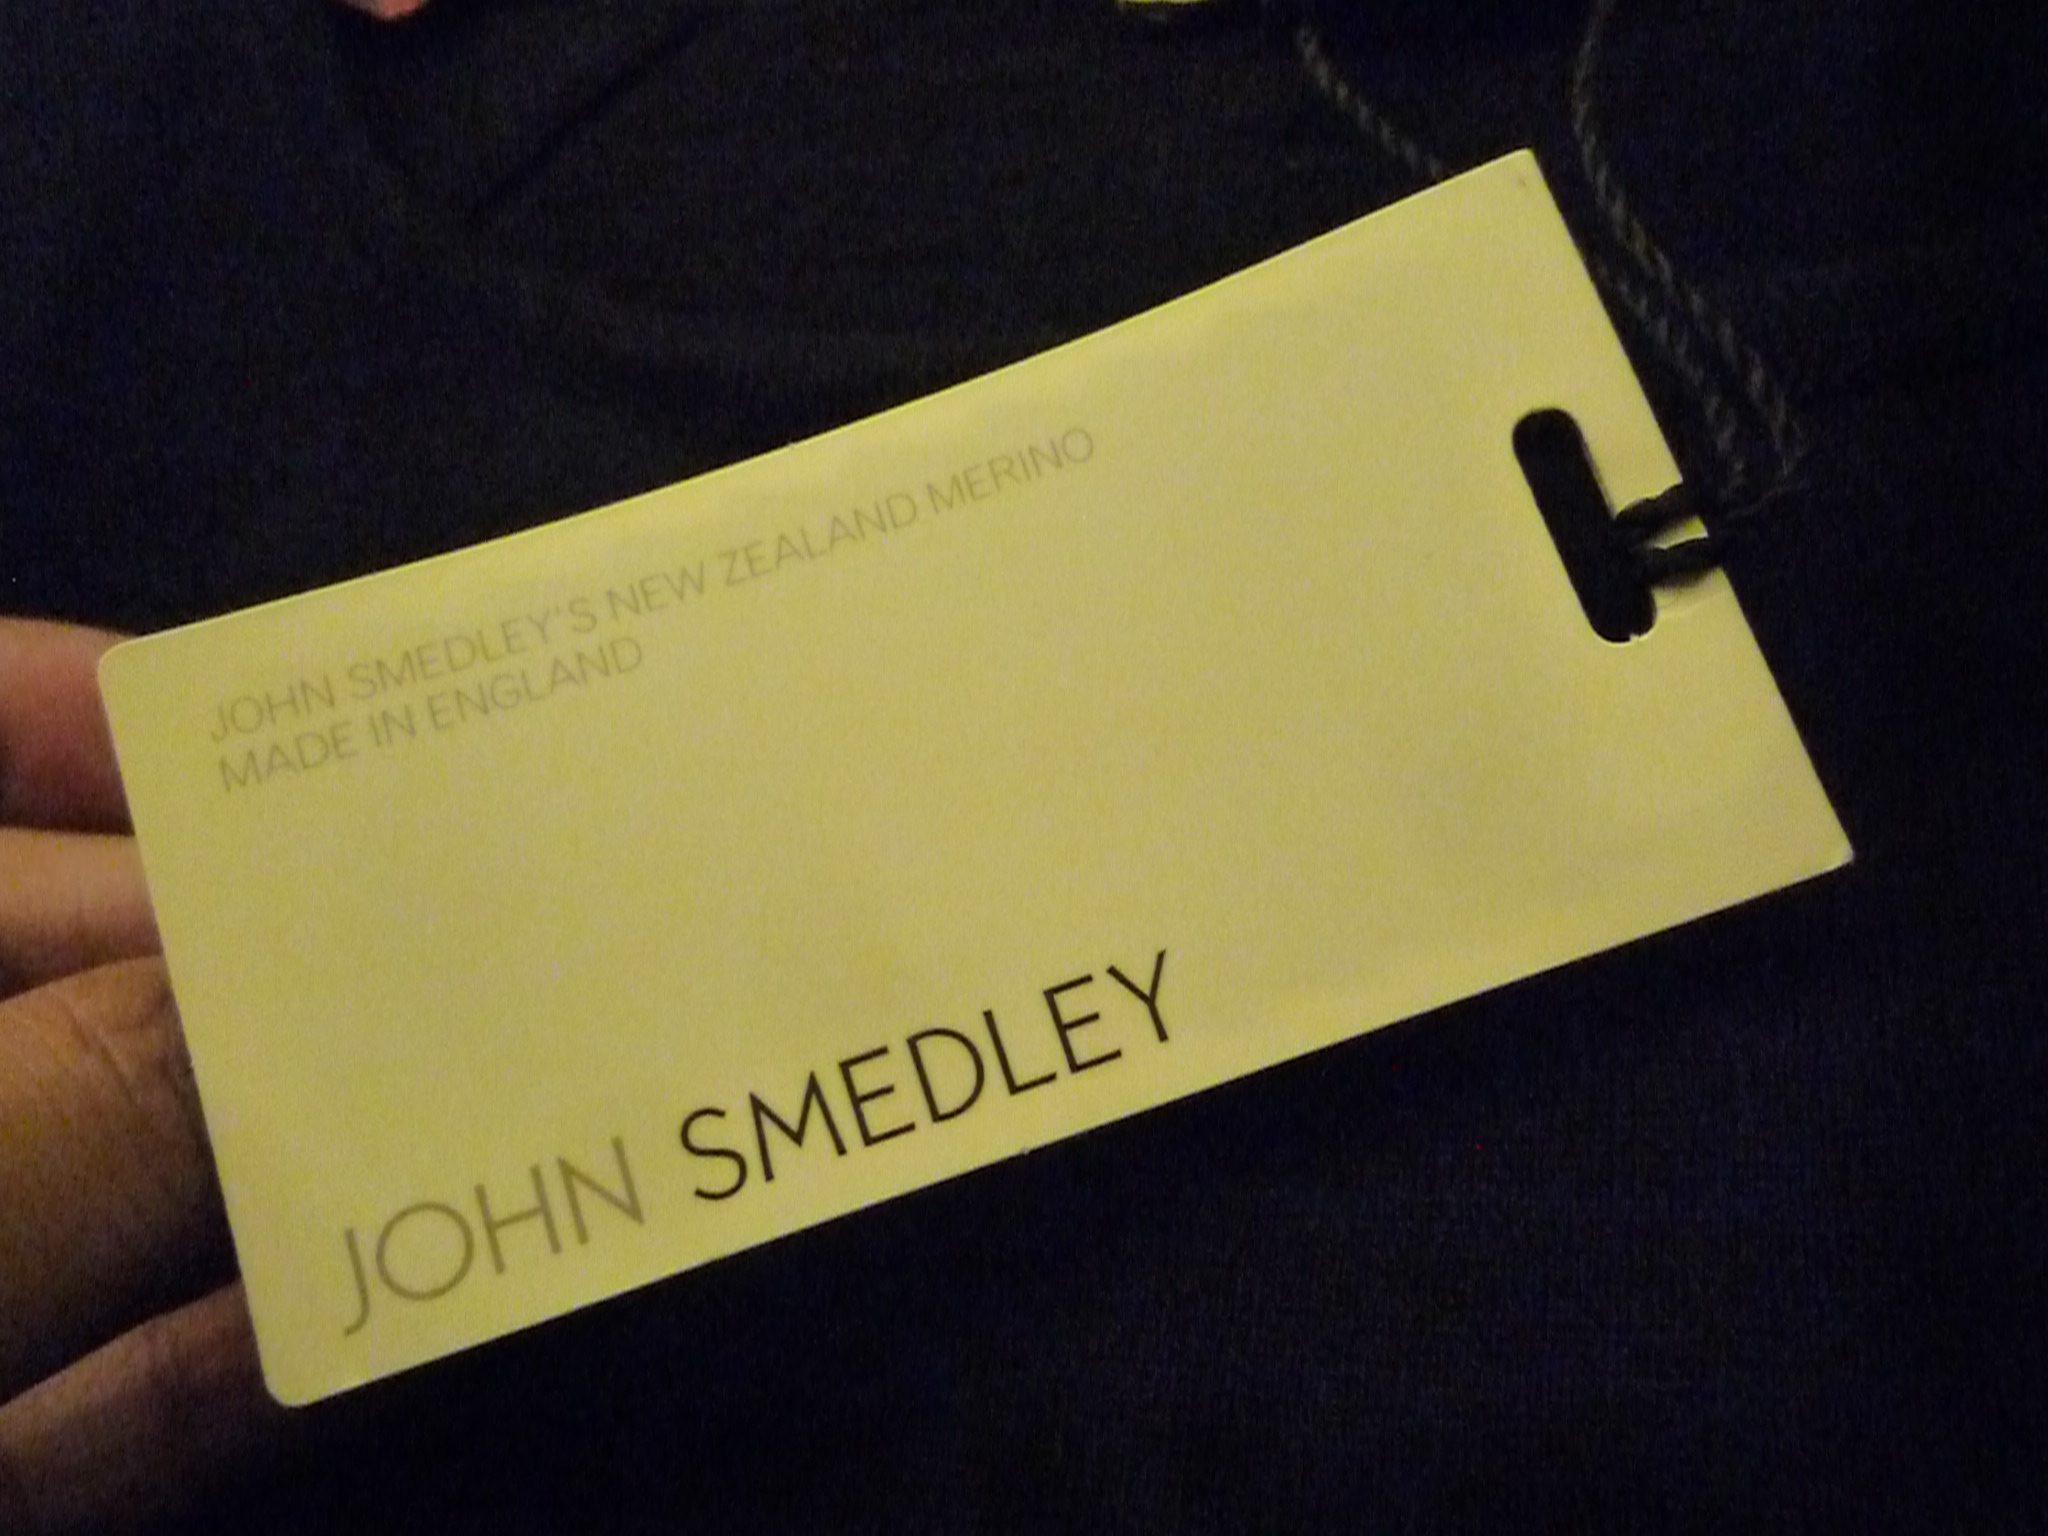 JOHN SMEDLEY'S NEW ZEALAND MERINO
MADE IN ENGLAND
JOHN SMEDLEY